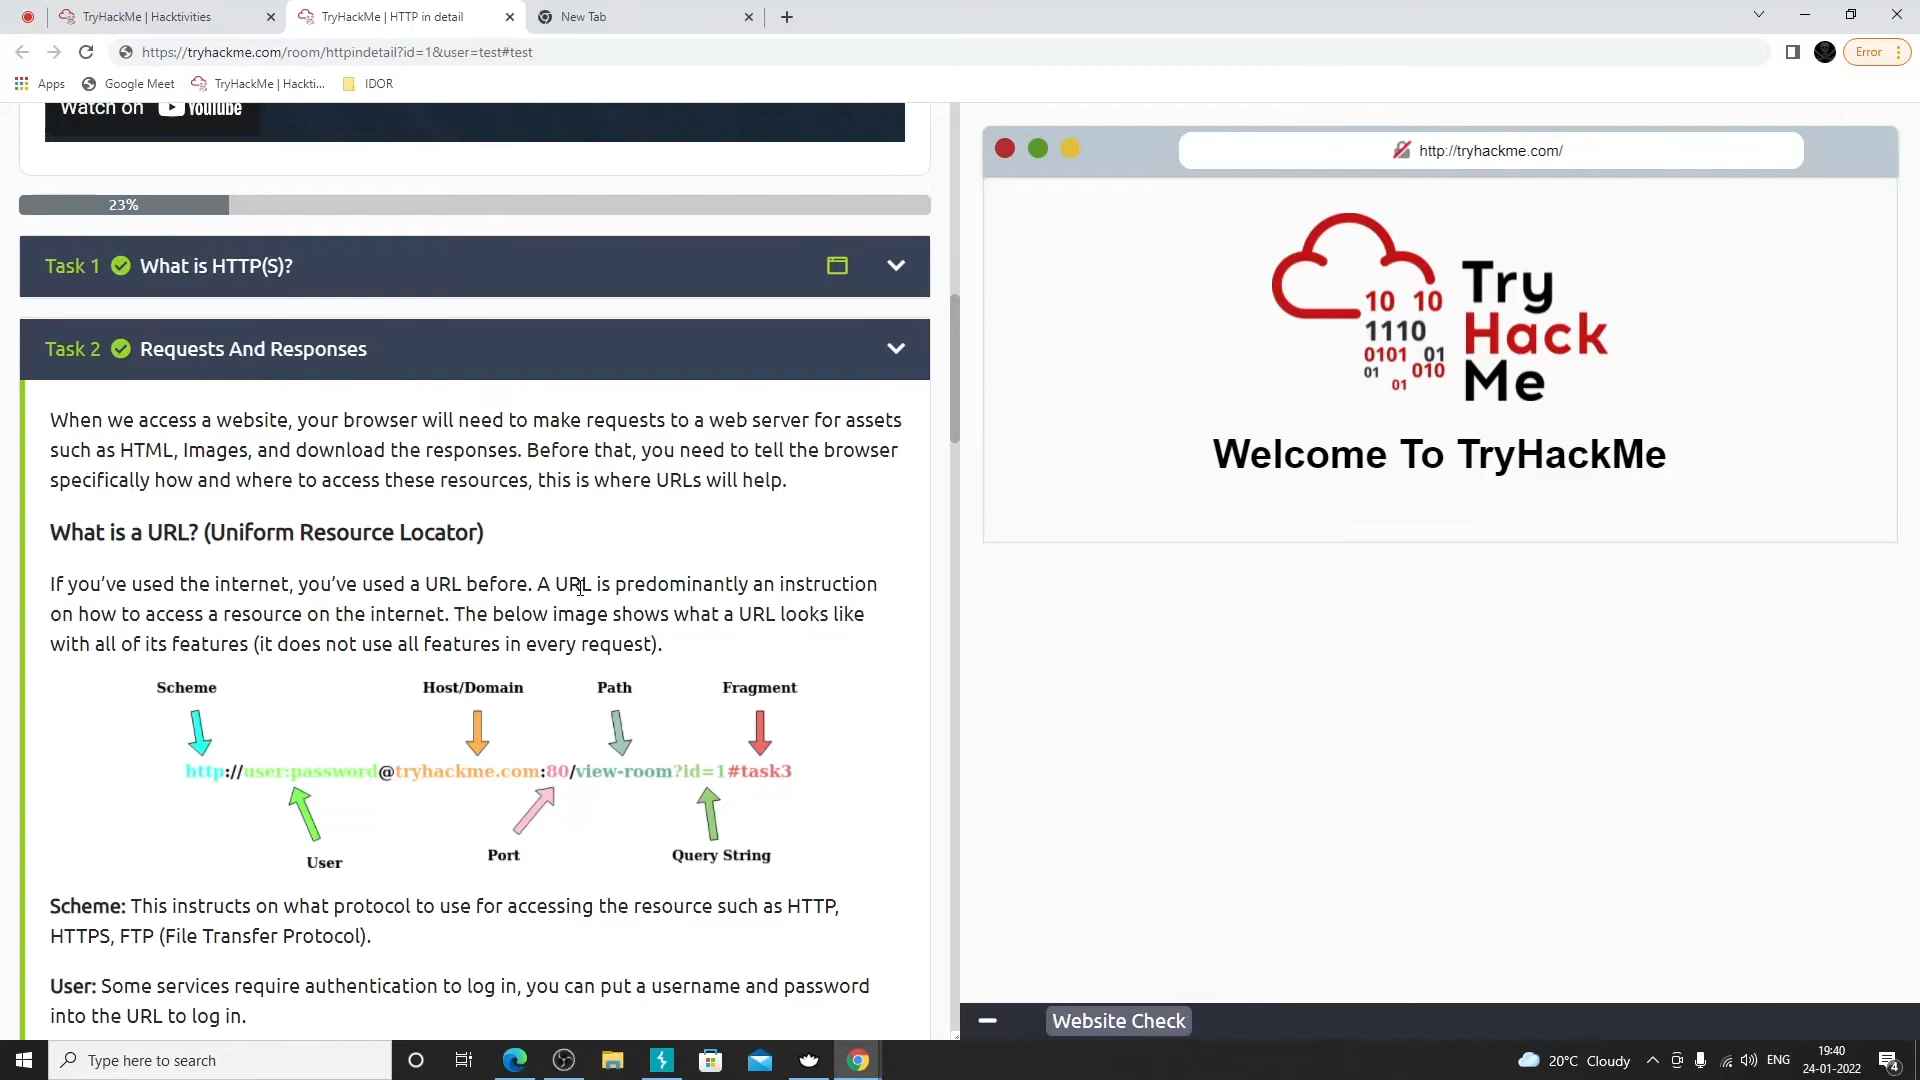 TryHackMe | Hacktivities
TryHackMe | HTTP in detail
New Tab
https://tryhackme.com/room/httpindetail?id=1&user=test#test
Error
Apps
Google Meet
TryHackMe | Hackti...
IDOR
Watch on YouTube
23%
Task 1 What is HTTP(S)?
Task 2 Requests And Responses
When we access a website, your browser will need to make requests to a web server for assets
such as HTML, Images, and download the responses. Before that, you need to tell the browser
specifically how and where to access these resources, this is where URLs will help.
What is a URL? (Uniform Resource Locator)
If you've used the internet, you've used a URL before. A URL is predominantly an instruction
on how to access a resource on the internet. The below image shows what a URL looks like
with all of its features (it does not use all features in every request).
Scheme Host/Domain Path Fragment
http://user:password@tryhackme.com:80/view-room?id=1#task3
User Port Query String
Scheme: This instructs on what protocol to use for accessing the resource such as HTTP,
HTTPS, FTP (File Transfer Protocol).
User: Some services require authentication to log in, you can put a username and password
into the URL to log in.
http://tryhackme.com/
10 10
1110
0101 01
01 010
01
Try
Hack
Me
Welcome To TryHackMe
Website Check
Type here to search
20°C Cloudy
ENG
19:40
24-01-2022
4